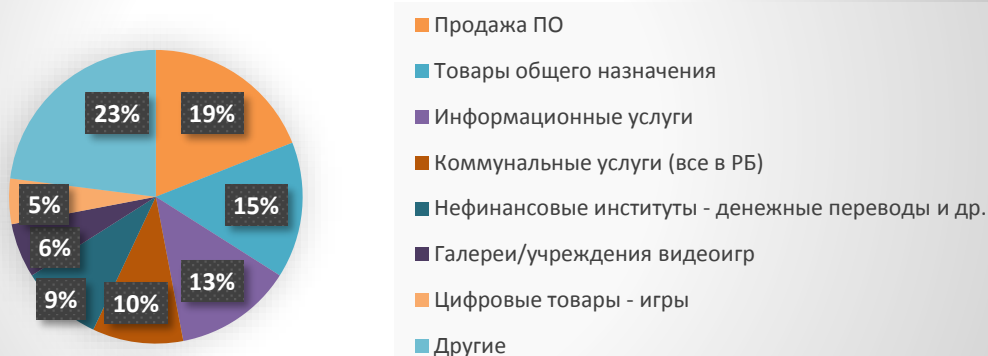 23%
19%
5%
15%
6%
13%
9%
10%
Продажа ПО
Товары общего назначения
Информационные услуги
Коммунальные услуги (все в РБ)
Нефинансовые институты - денежные переводы и др.
Галереи/учреждения видеоигр
Цифровые товары - игры
Другие